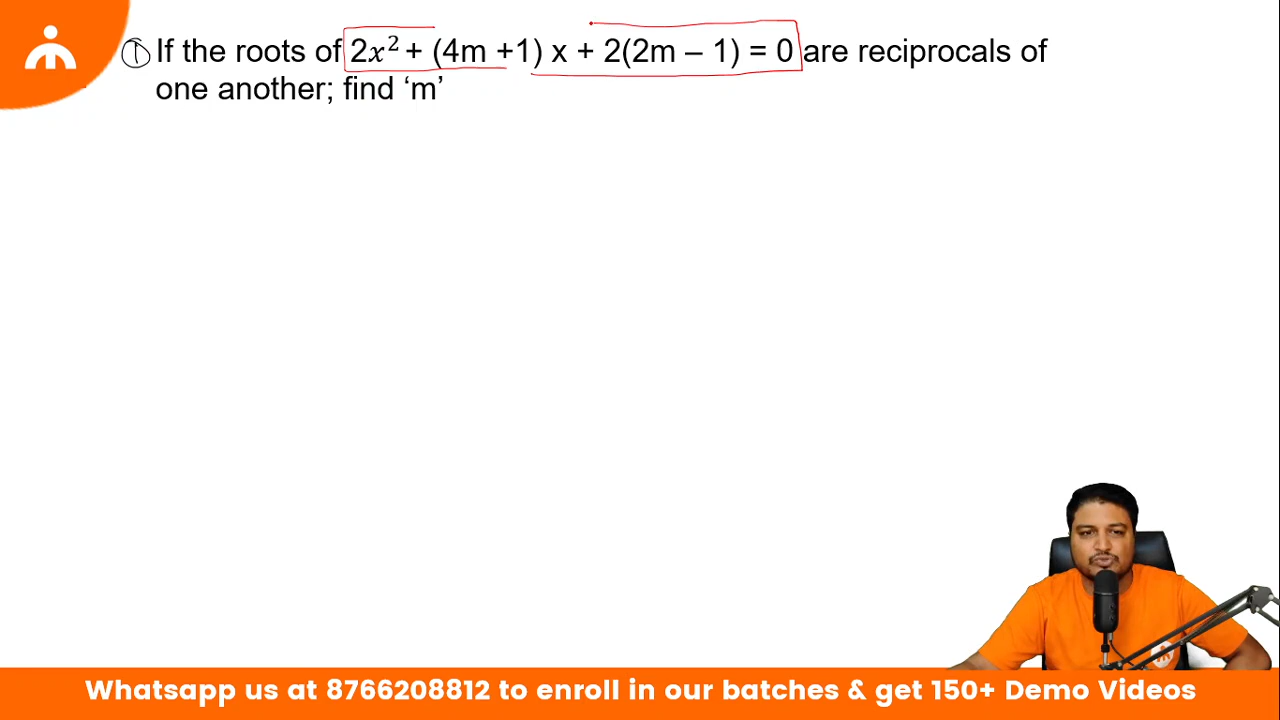 ① If the roots of 2x² + (4m +1) x + 2(2m – 1) = 0 are reciprocals of
one another; find ‘m’
Whatsapp us at 8766208812 to enroll in our batches & get 150+ Demo Videos